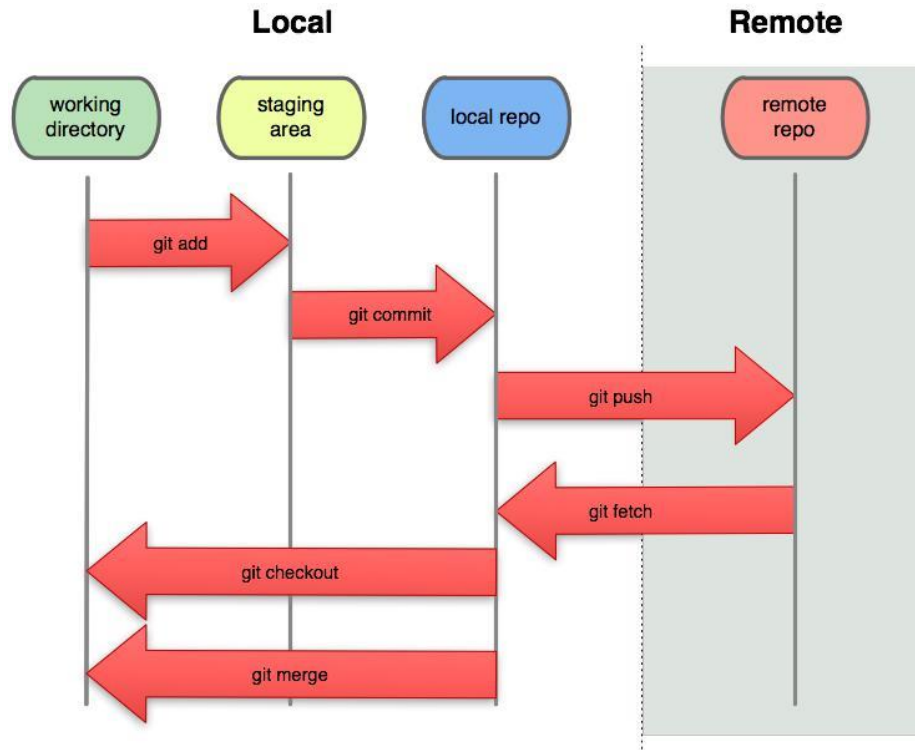 Local
Remote
working
directory
staging
area
local repo
remote
repo
git add
git commit
git push
git fetch
git checkout
git merge